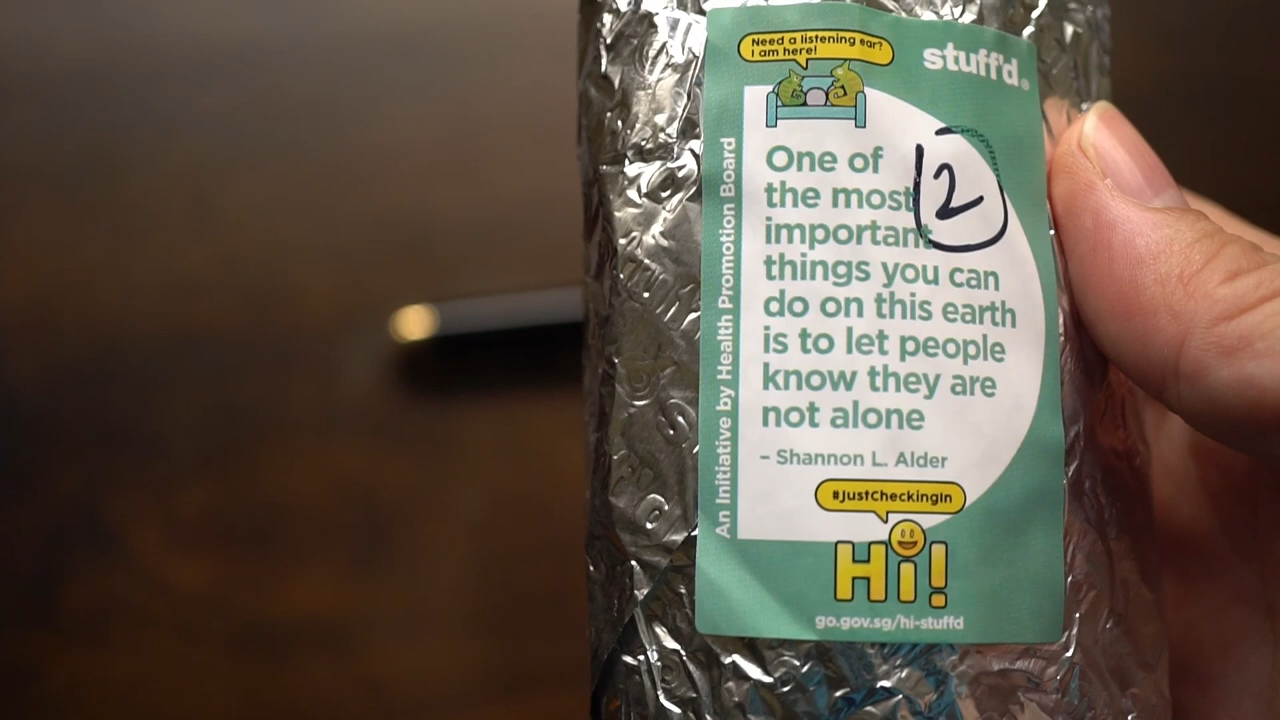 Need a listening ear?
I am here!
stuff'd
An Initiative by Health Promotion Board
One of
the most
important
things you can
do on this earth
is to let people
know they are
not alone
– Shannon L. Alder
2
#JustCheckingIn
Hi!
go.gov.sg/hi-stuffd